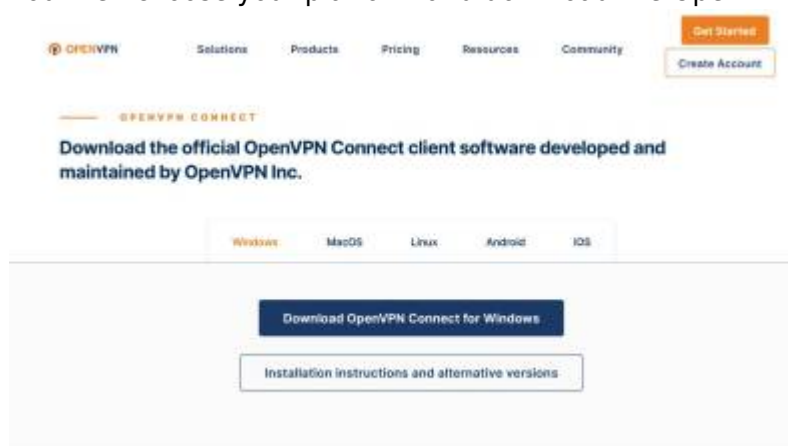 choose your p
OPENVPN
Solutions
Products
Pricing
Resources
Community
Get Started
Create Account
OPENVPN CONNECT
Download the official OpenVPN Connect client software developed and
maintained by OpenVPN Inc.
Windows
MacOS
Linux
Android
iOS
Download OpenVPN Connect for Windows
Installation instructions and alternative versions